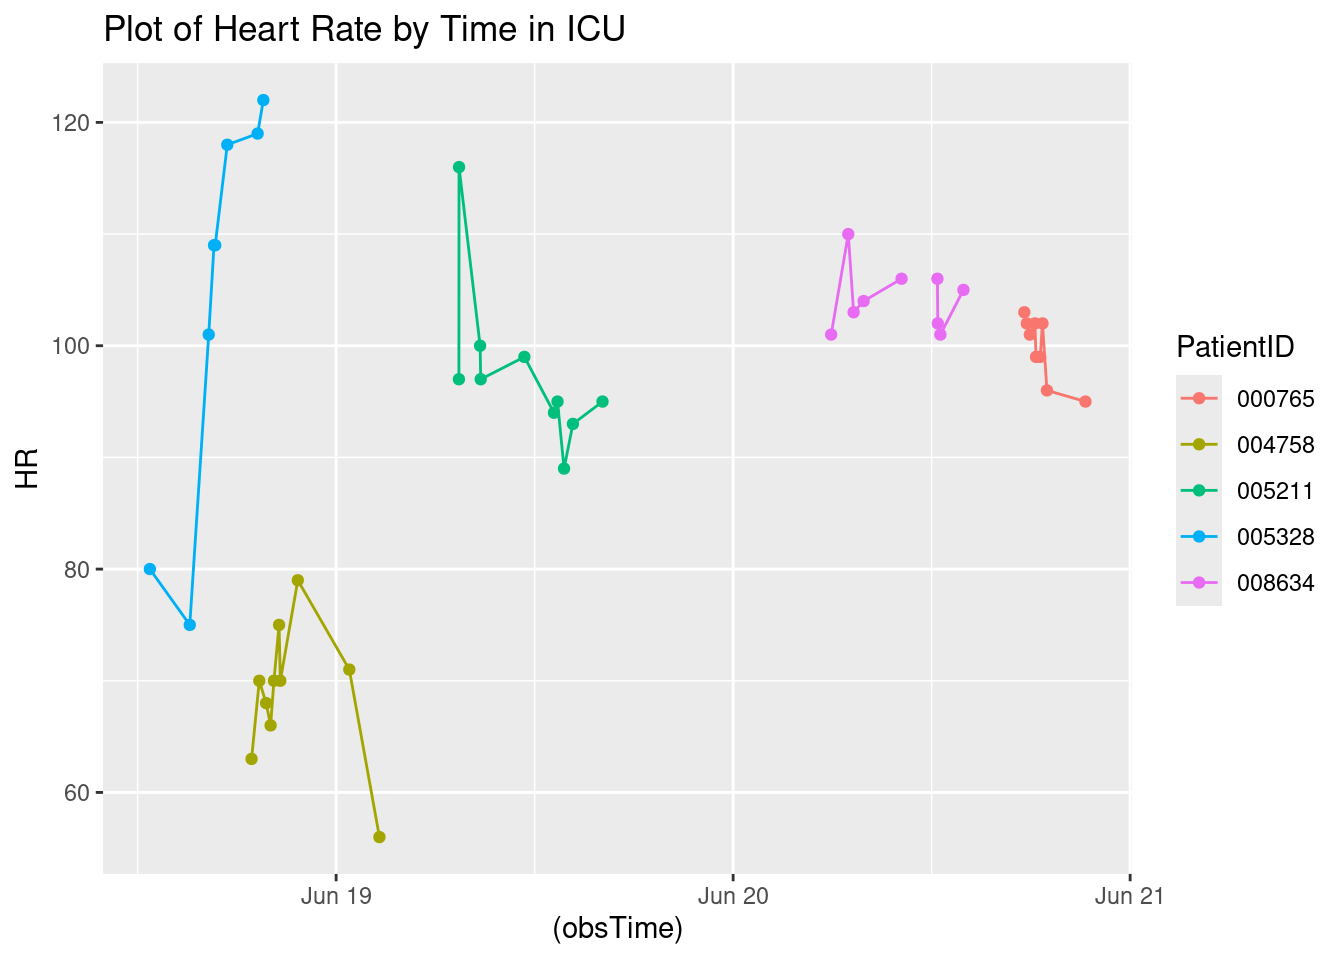 Plot of Heart Rate by Time in ICU
120
100
80
60
HR
Jun 19
Jun 20
Jun 21
(obsTime)
PatientID
000765
004758
005211
005328
008634